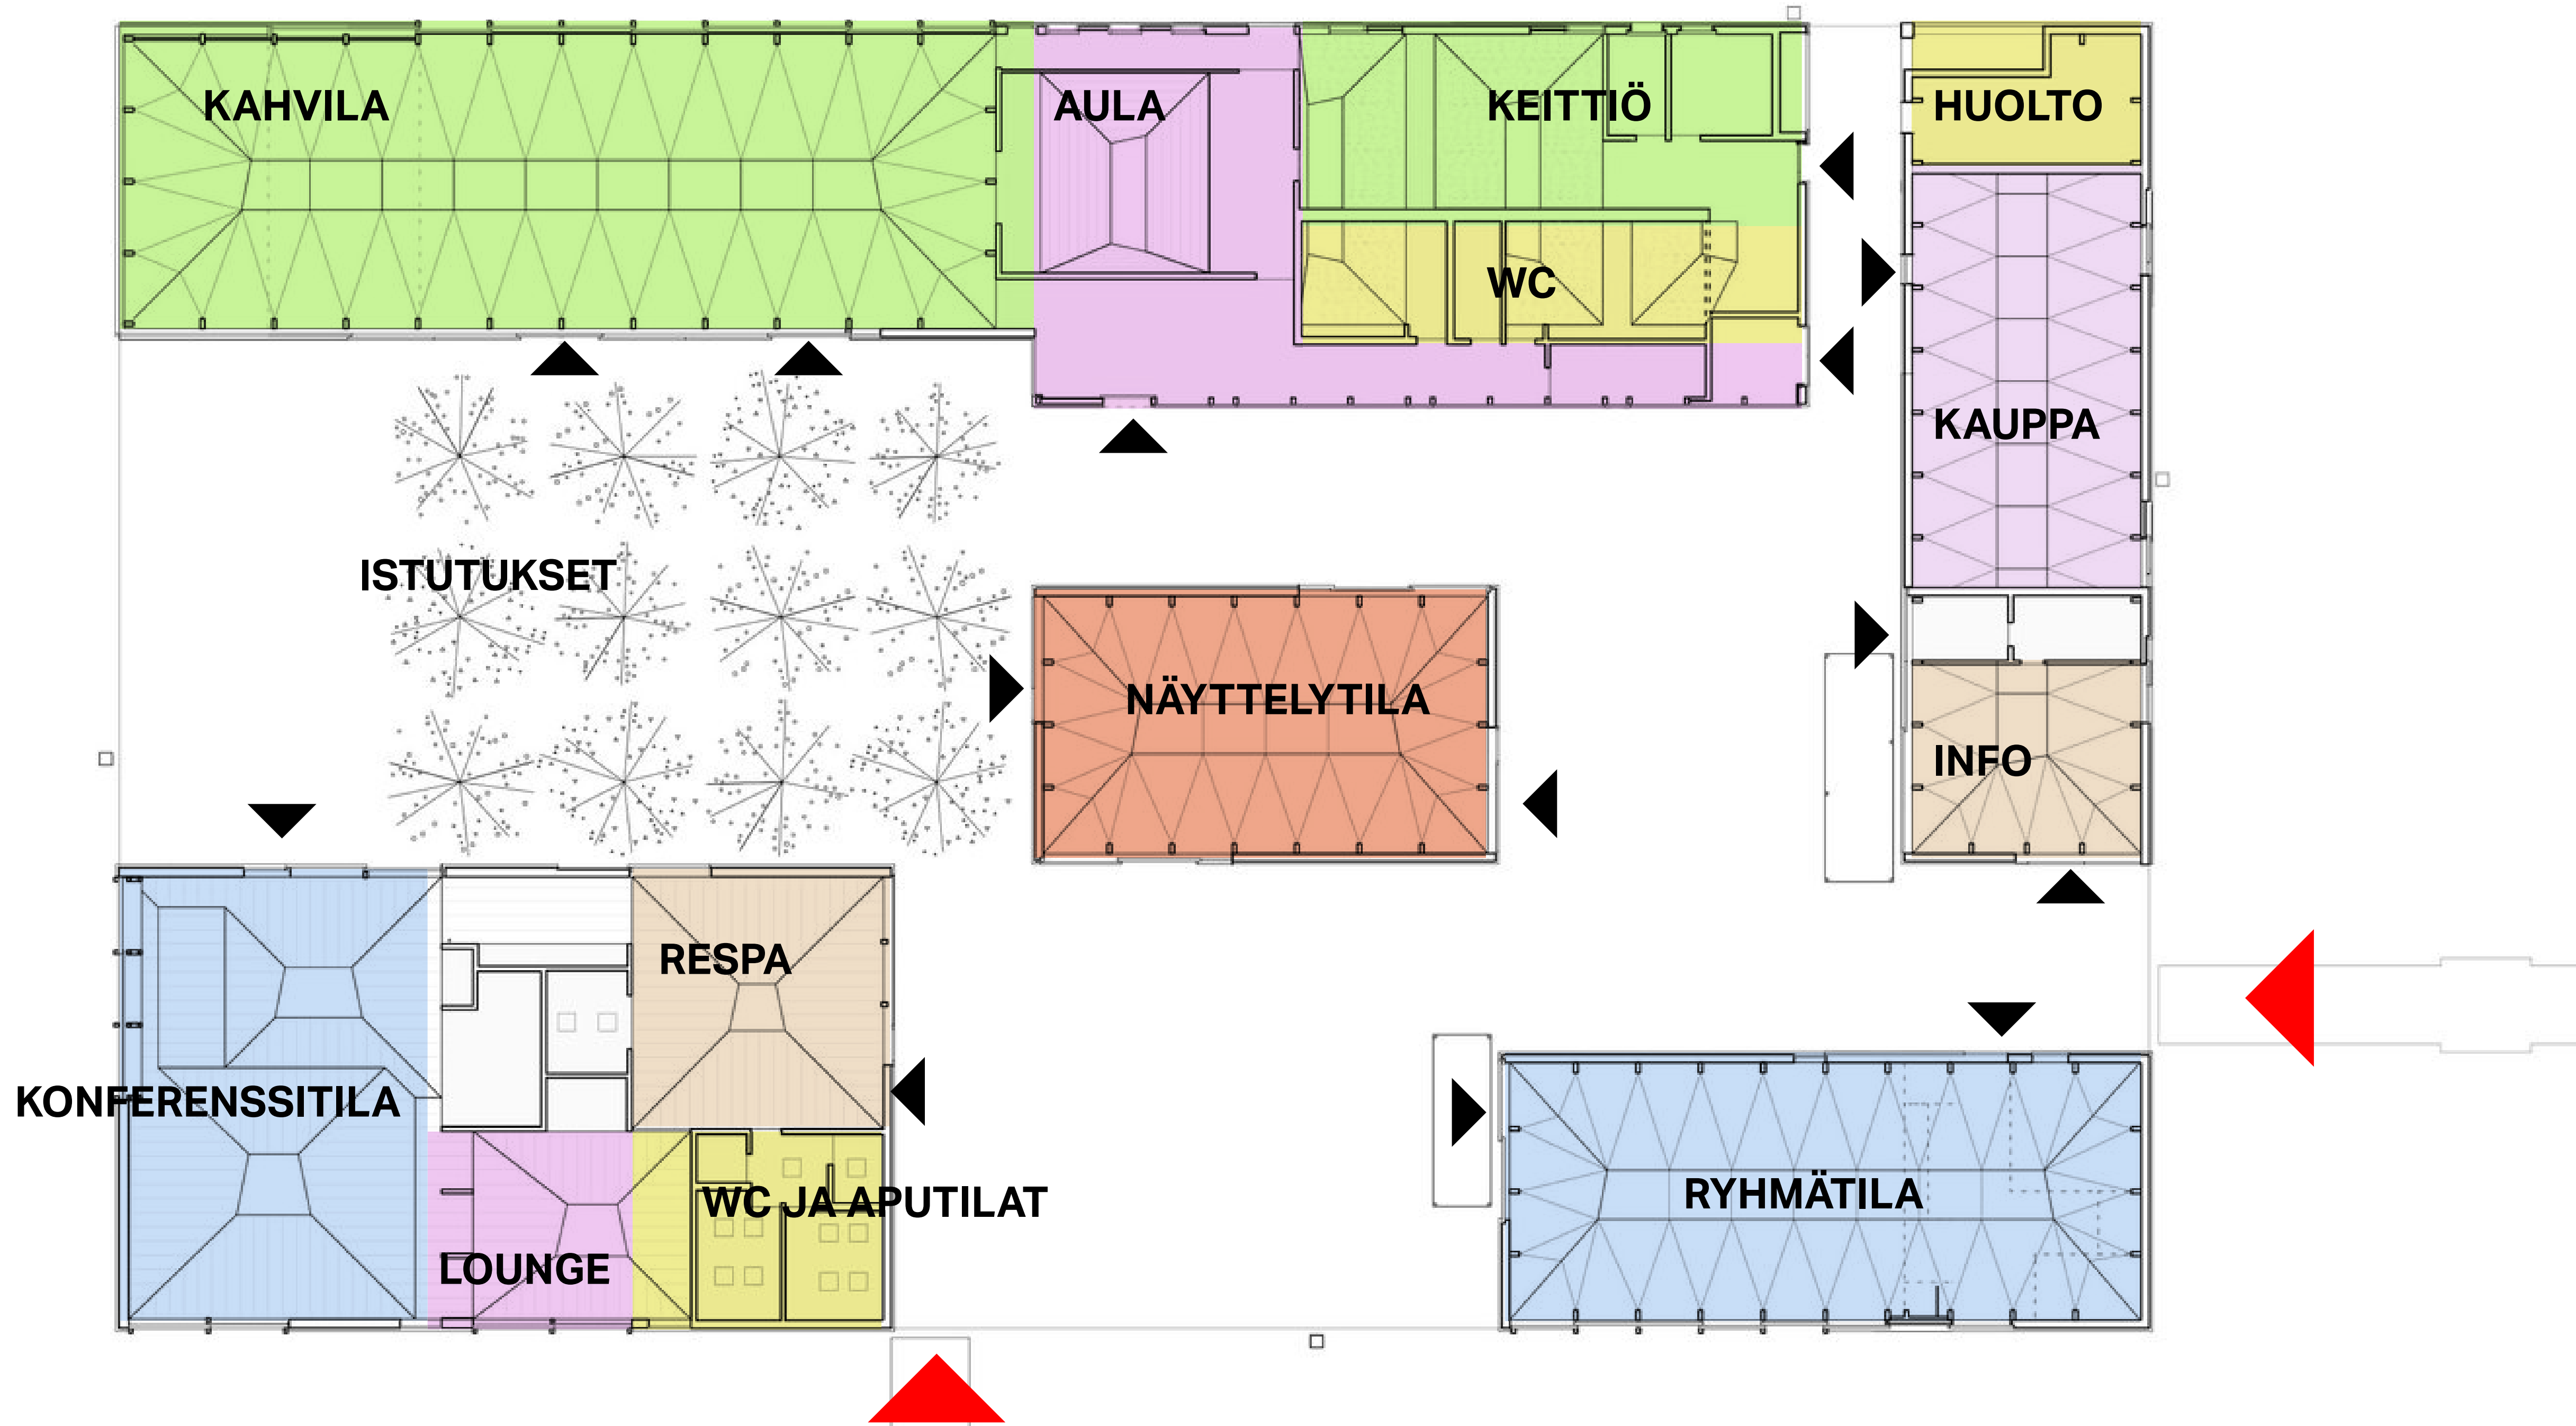 KAHVILA
AULA
KEITTIÖ
HUOLTO
WC
KAUPPA
ISTUTUKSET
NÄYTTELYTILA
INFO
RESPA
KONFERENSSITILA
WC JA APUTILAT
RYHMÄTILA
LOUNGE